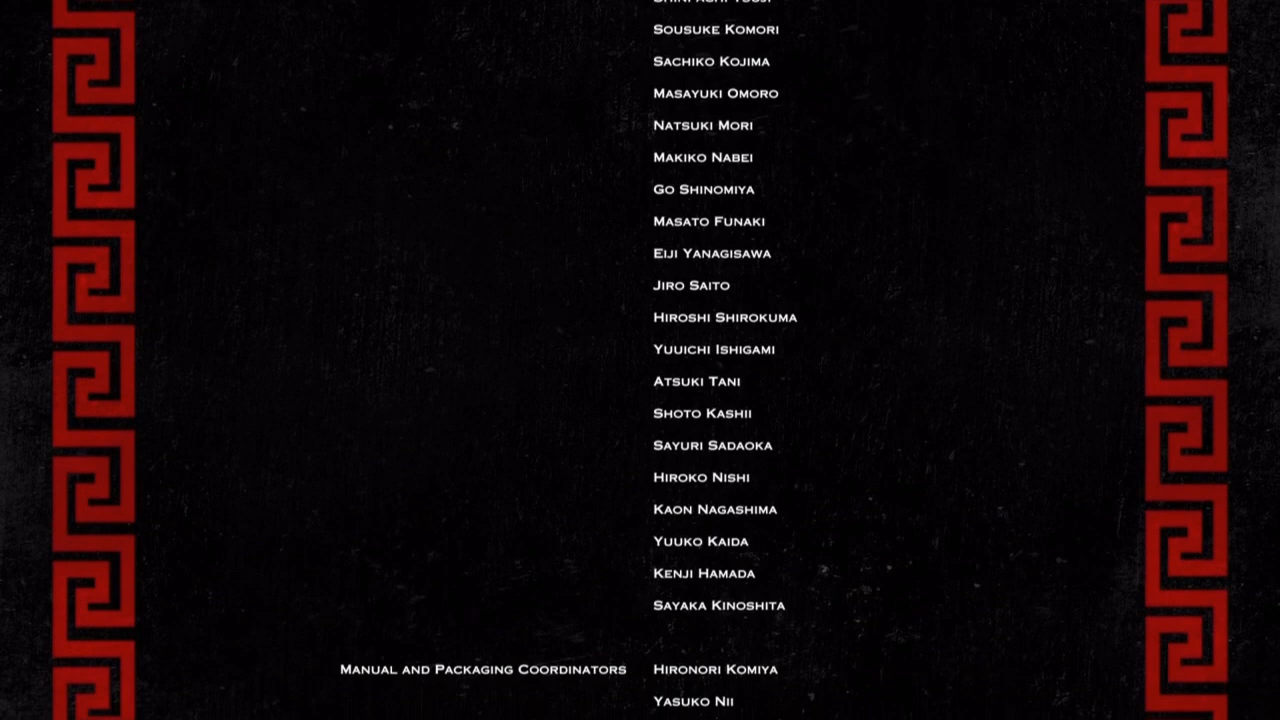 Sousuke Komori
Sachiko Kojima
Masayuki Omoro
Natsuki Mori
Makiko Nabei
Go Shinomiya
Masato Funaki
Eiji Yanagisawa
Jiro Saito
Hiroshi Shirokuma
Yuuichi Ishigami
Atsuki Tani
Shoto Kashii
Sayuri Sadaoka
Hiroko Nishi
Kaon Nagashima
Yuuko Kaida
Kenji Hamada
Sayaka Kinoshita
Manual and Packaging Coordinators Hironori Komiya
Yasuko Nii